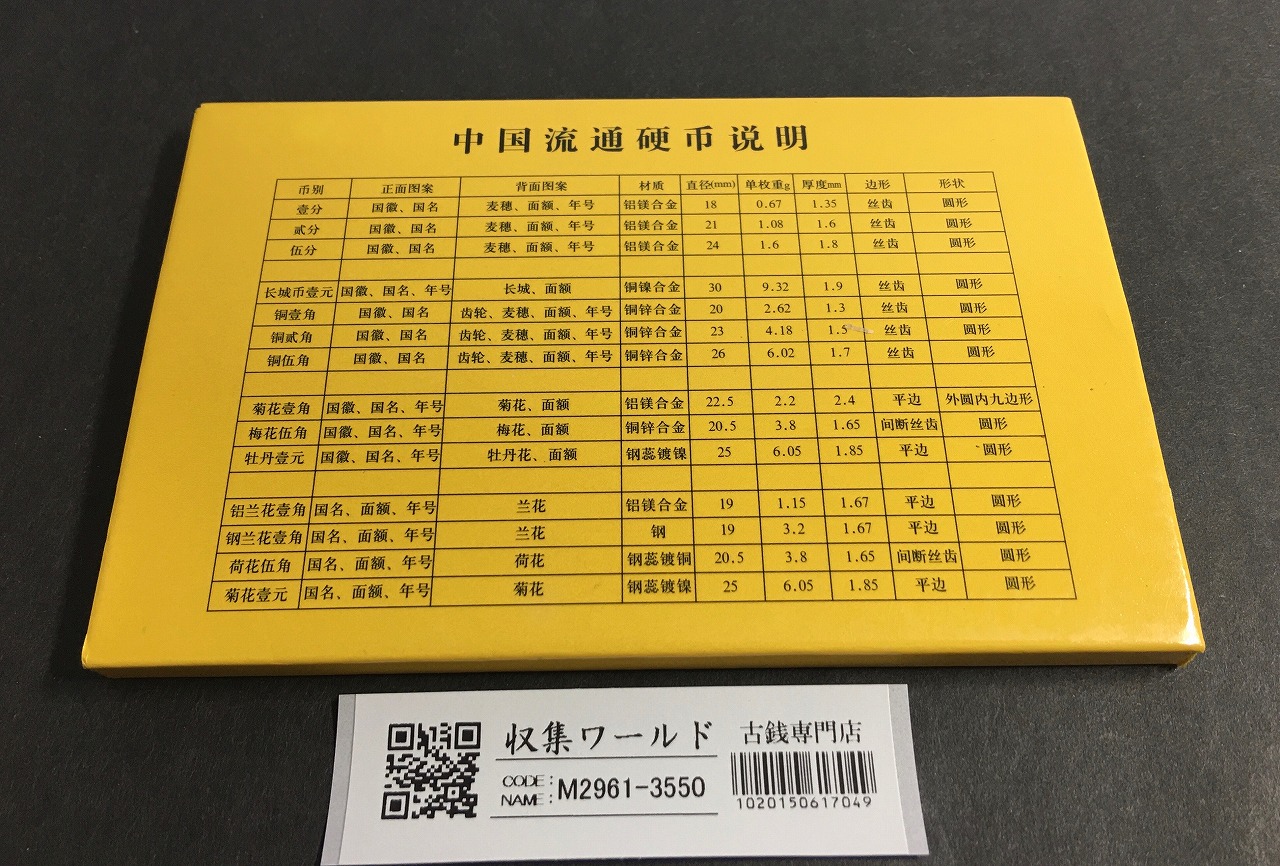 中国流通硬币说明
币别 正面图案 背面图案 材质 直径(mm) 单枚重g 厚度mm 边形 形状
壹分 国徽、国名 麦穗、面额、年号 铝镁合金 18 0.67 1.35 丝齿 圆形
贰分 国徽、国名 麦穗、面额、年号 铝镁合金 21 1.08 1.6 丝齿 圆形
伍分 国徽、国名 麦穗、面额、年号 铝镁合金 24 1.6 1.8 丝齿 圆形
长城币壹元 国徽、国名、年号 长城、面额 铜镍合金 30 9.32 1.9 丝齿 圆形
铜壹角 国徽、国名 齿轮、麦穗、面额、年号 铜锌合金 20 2.62 1.3 丝齿 圆形
铜贰角 国徽、国名 齿轮、麦穗、面额、年号 铜锌合金 23 4.18 1.5 丝齿 圆形
铜伍角 国徽、国名 齿轮、麦穗、面额、年号 铜锌合金 26 6.02 1.7 丝齿 圆形
菊花壹角 国徽、国名、年号 菊花、面额 铝镁合金 22.5 2.2 2.4 平边 外圆内九边形
梅花伍角 国徽、国名、年号 梅花、面额 铜锌合金 20.5 3.8 1.65 间断丝齿 圆形
牡丹壹元 国徽、国名、年号 牡丹花、面额 钢蕊镀镍 25 6.05 1.85 平边 圆形
铝兰花壹角 国名、面额、年号 兰花 铝镁合金 19 1.15 1.67 平边 圆形
钢兰花壹角 国名、面额、年号 兰花 钢 19 3.2 1.67 平边 圆形
荷花伍角 国名、面额、年号 荷花 钢蕊镀铜 20.5 3.8 1.65 间断丝齿 圆形
菊花壹元 国名、面额、年号 菊花 钢蕊镀镍 25 6.05 1.85 平边 圆形
収集ワールド 古銭専門店
CODE:
NAME: M2961-3550
1020150617049